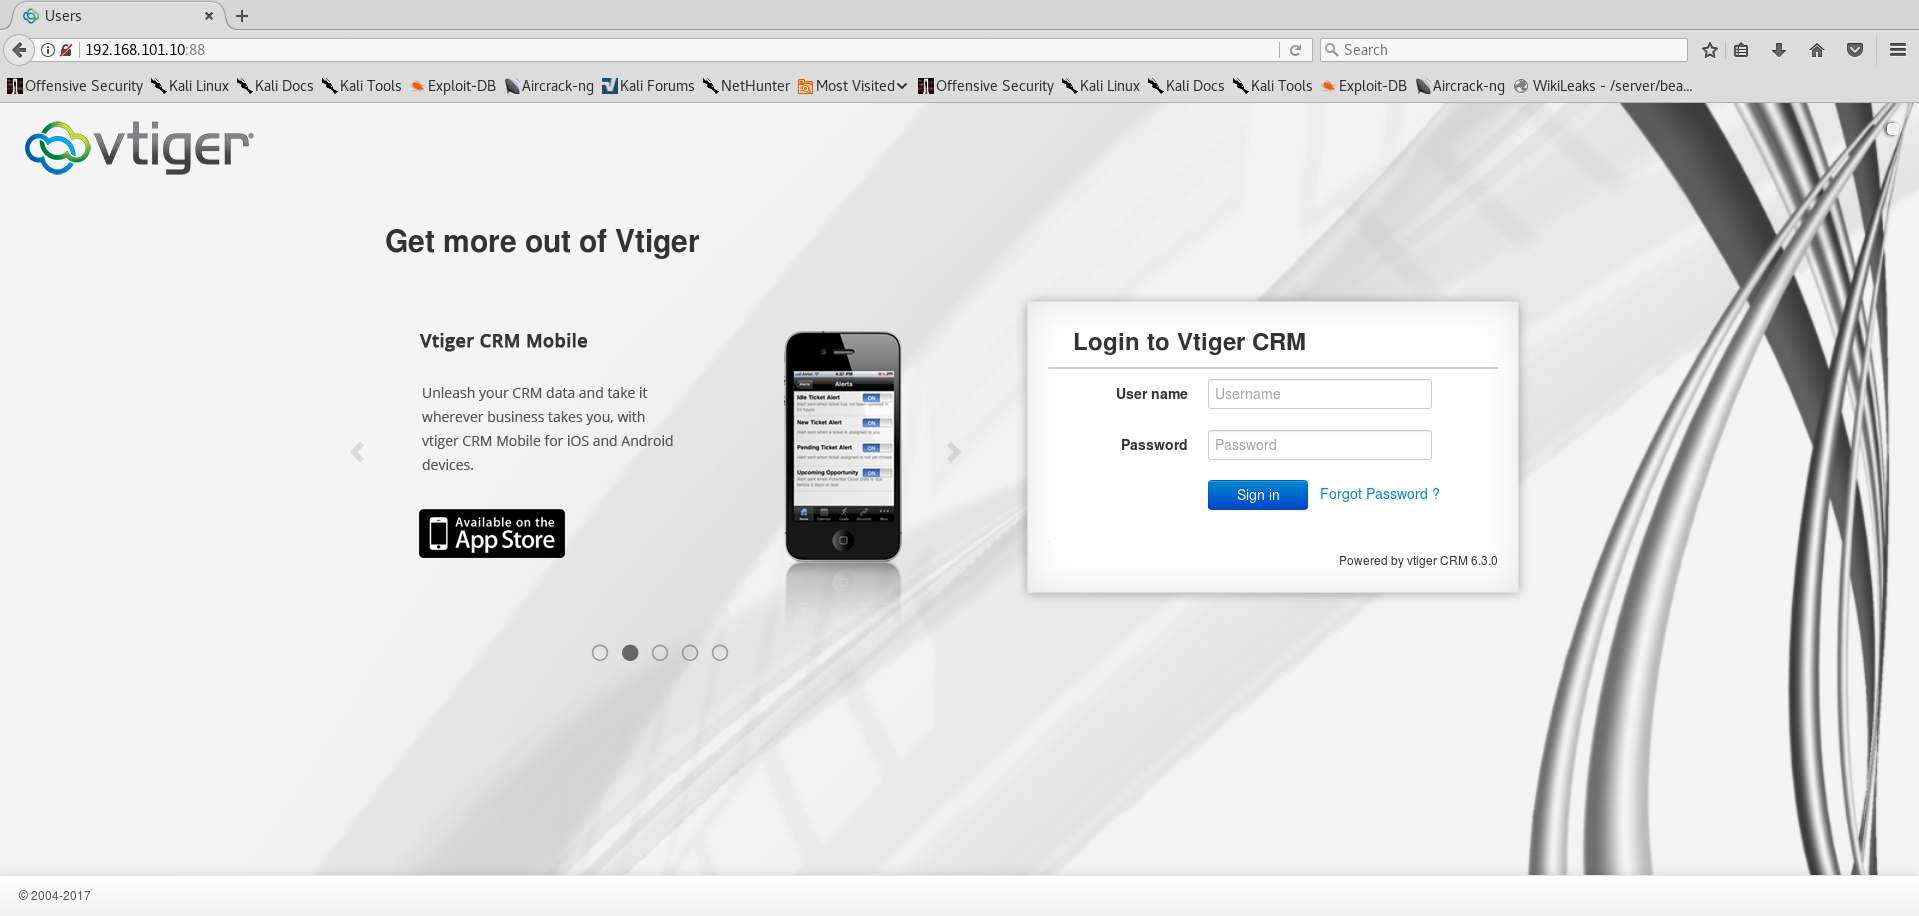 Users
192.168.101.10:88
Search
Offensive Security Kali Linux Kali Docs Kali Tools Exploit-DB Aircrack-ng Kali Forums NetHunter Most Visited Offensive Security Kali Linux Kali Docs Kali Tools Exploit-DB Aircrack-ng WikiLeaks - /server/bea...
vtiger
Get more out of Vtiger
Vtiger CRM Mobile
Unleash your CRM data and take it
wherever business takes you, with
vtiger CRM Mobile for iOS and Android
devices.
Available on the
App Store
4:37 PM
Alerts
Alerts
Idle Ticket Alert ON
New Ticket Alert ON
Pending Ticket Alert ON
Upcoming Opportunity ON
Login to Vtiger CRM
User name Username
Password Password
Sign in Forgot Password ?
Powered by vtiger CRM 6.3.0
© 2004-2017